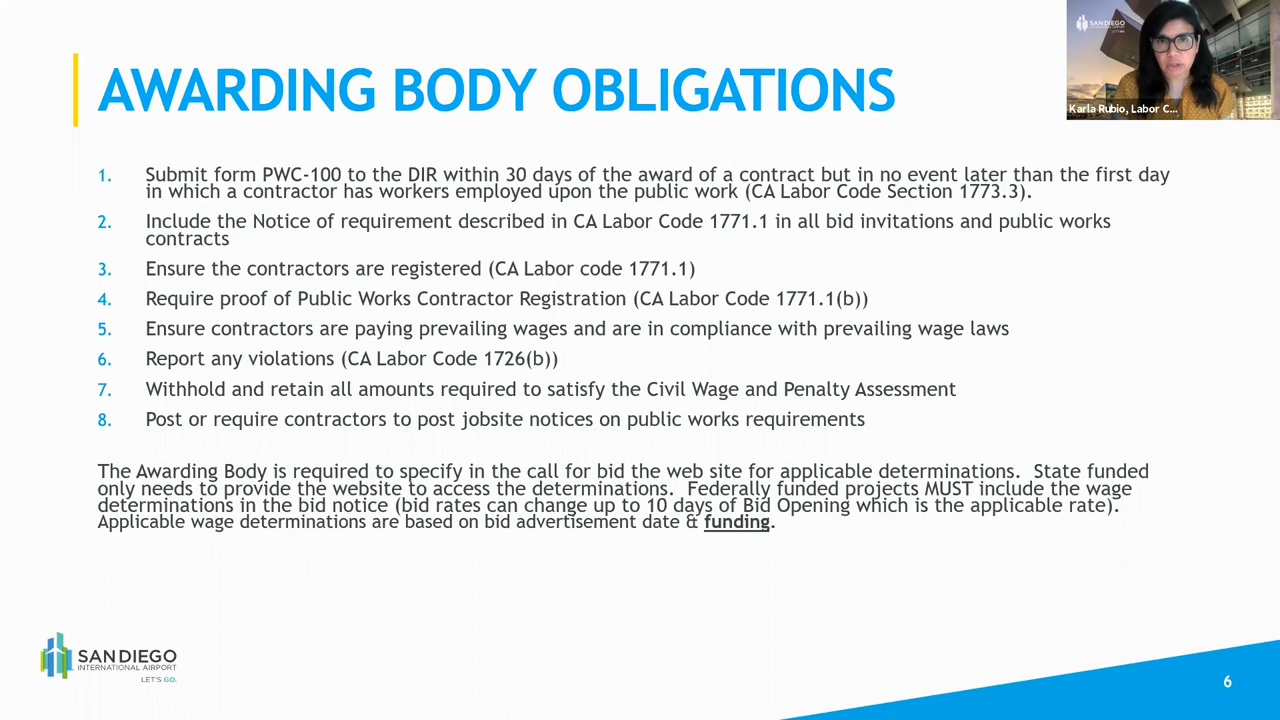 SAN DIEGO
INTERNATIONAL AIRPORT
LET'S GO.
Karla Rubio, Labor C...
AWARDING BODY OBLIGATIONS
1. Submit form PWC-100 to the DIR within 30 days of the award of a contract but in no event later than the first day
in which a contractor has workers employed upon the public work (CA Labor Code Section 1773.3).
2. Include the Notice of requirement described in CA Labor Code 1771.1 in all bid invitations and public works
contracts
3. Ensure the contractors are registered (CA Labor code 1771.1)
4. Require proof of Public Works Contractor Registration (CA Labor Code 1771.1(b))
5. Ensure contractors are paying prevailing wages and are in compliance with prevailing wage laws
6. Report any violations (CA Labor Code 1726(b))
7. Withhold and retain all amounts required to satisfy the Civil Wage and Penalty Assessment
8. Post or require contractors to post jobsite notices on public works requirements
The Awarding Body is required to specify in the call for bid the web site for applicable determinations. State funded
only needs to provide the website to access the determinations. Federally funded projects MUST include the wage
determinations in the bid notice (bid rates can change up to 10 days of Bid Opening which is the applicable rate).
Applicable wage determinations are based on bid advertisement date & funding.
SAN DIEGO
INTERNATIONAL AIRPORT
LET'S GO.
6